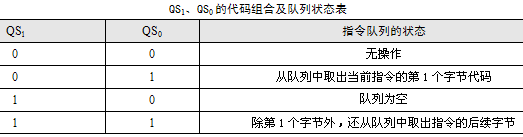 QS1、QS0的代码组合及队列状态表
QS1 QS0 指令队列的状态
0 0 无操作
0 1 从队列中取出当前指令的第1个字节代码
1 0 队列为空
1 1 除第1个字节外，还从队列中取出指令的后续字节